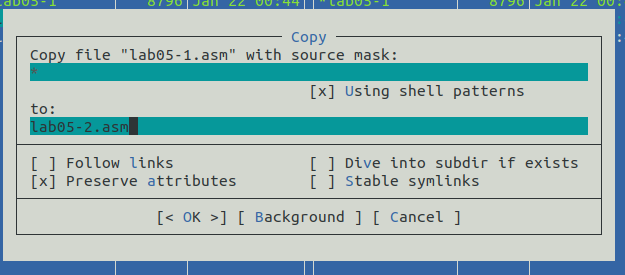 lab05-1 8796 Jan 22 00:44 *lab05-1 8796 Jan 22 00:
Copy
Copy file "lab05-1.asm" with source mask:
*
[x] Using shell patterns
to:
lab05-2.asm
[ ] Follow links [ ] Dive into subdir if exists
[x] Preserve attributes [ ] Stable symlinks
[< OK >] [ Background ] [ Cancel ]